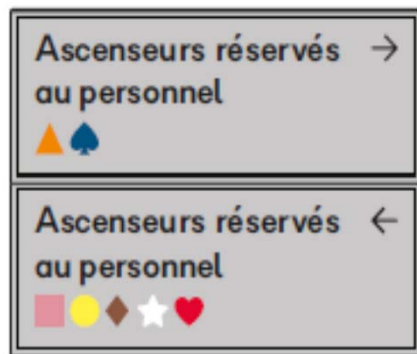 Ascenseurs réservés →
au personnel
Ascenseurs réservés ←
au personnel